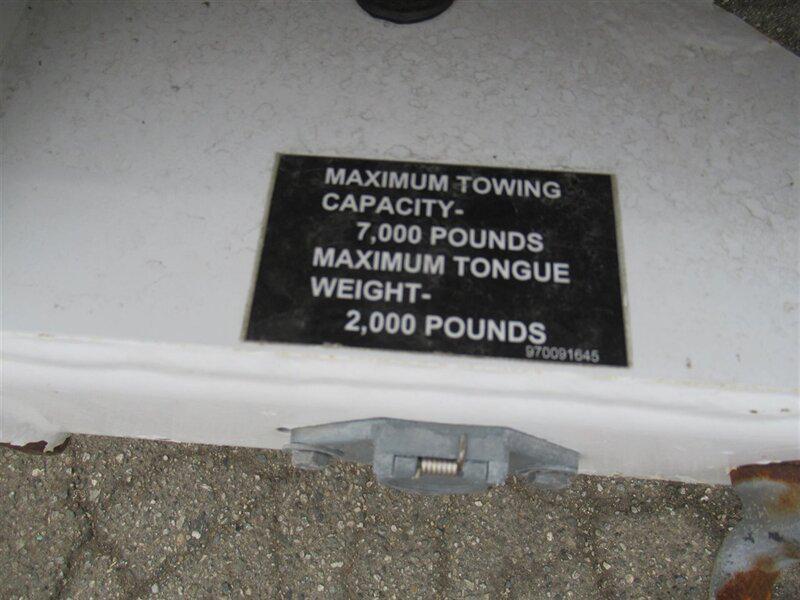 MAXIMUM TOWING
CAPACITY-
7,000 POUNDS
MAXIMUM TONGUE
WEIGHT-
2,000 POUNDS
970091645